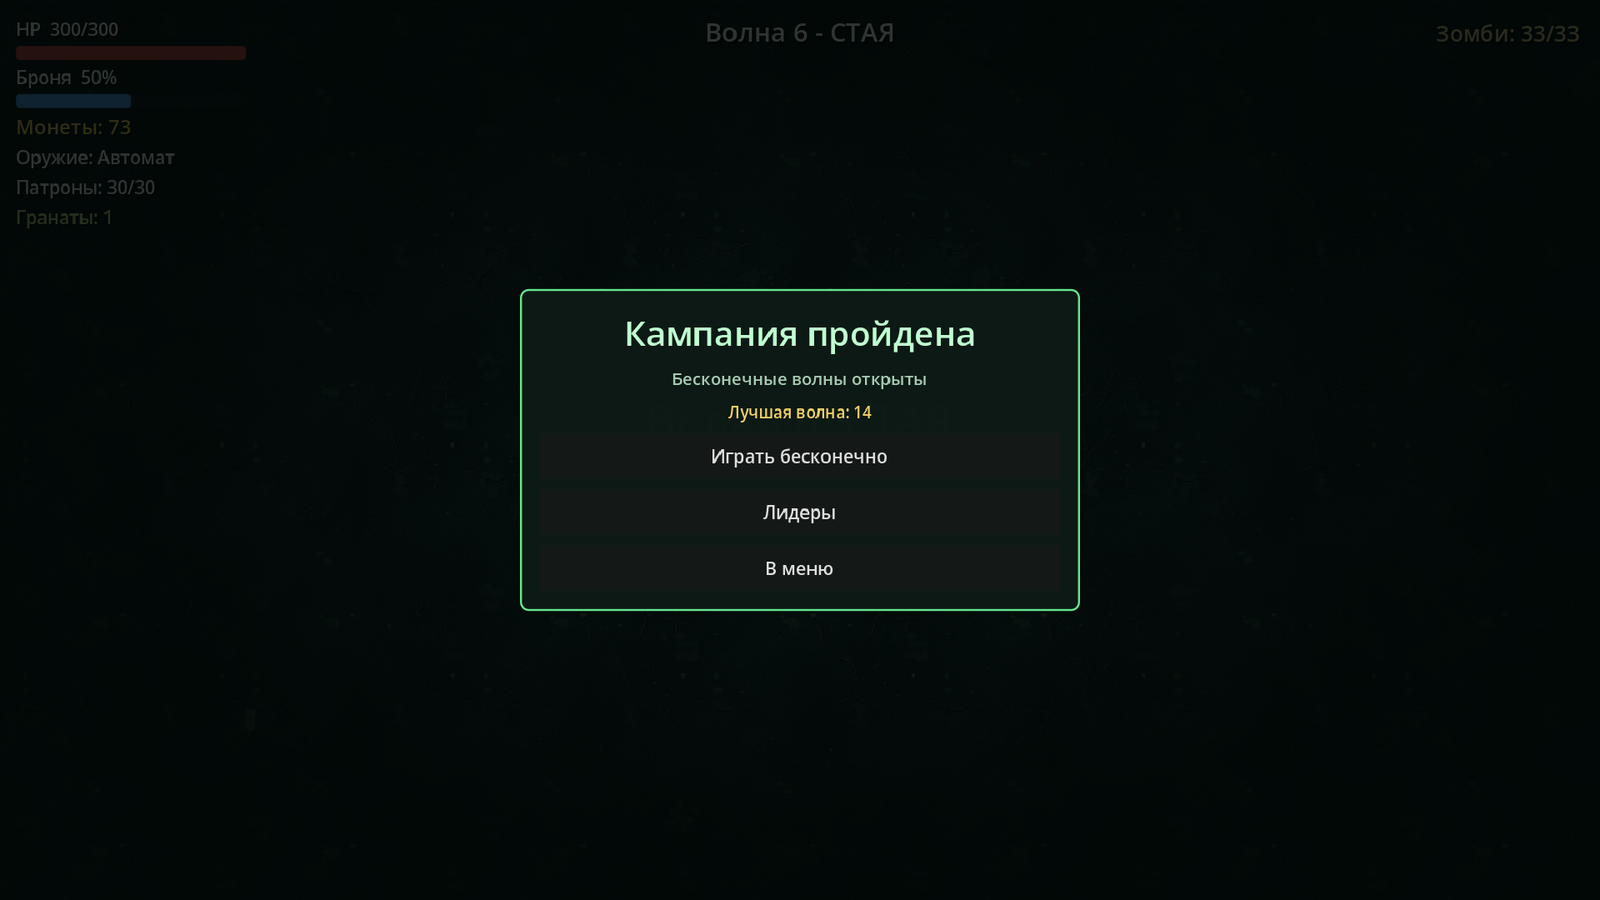 HP 300/300
Броня 50%
Монеты: 73
Оружие: Автомат
Патроны: 30/30
Гранаты: 1
Волна 6 - СТАЯ
Зомби: 33/33
Кампания пройдена
Бесконечные волны открыты
Лучшая волна: 14
Играть бесконечно
Лидеры
В меню